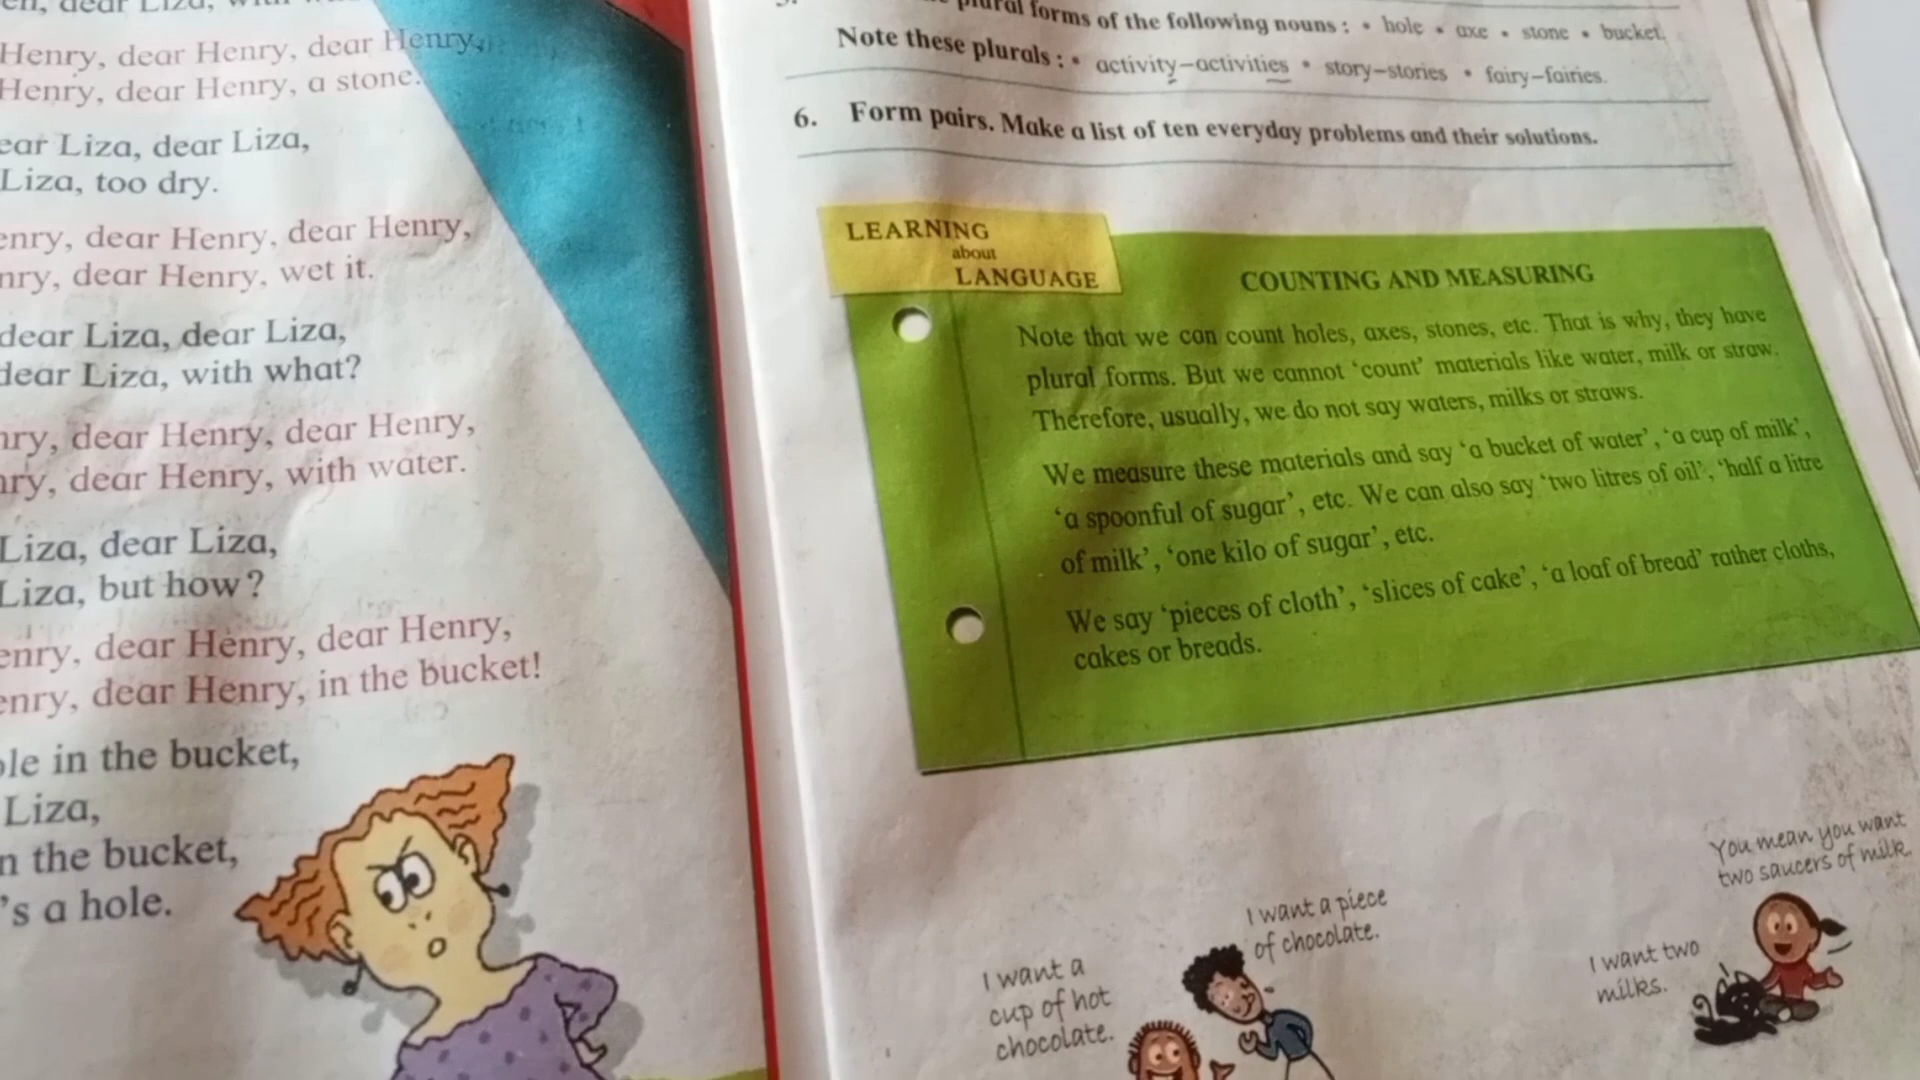 Henry, dear Henry, dear Henry,
Henry, dear Henry, a stone.
Liza, dear Liza,
Liza, too dry.
dear Henry, dear Henry,
dear Henry, wet it.
dear Liza, dear Liza,
dear Liza, with what?
dear Henry, dear Henry,
dear Henry, with water.
Liza, dear Liza,
Liza, but how?
dear Henry, dear Henry,
dear Henry, in the bucket!
in the bucket,
Liza,
the bucket,
's a hole.
plural forms of the following nouns : • hole • axe • stone • bucket.
Note these plurals : • activity–activities • story–stories • fairy–fairies.
6. Form pairs. Make a list of ten everyday problems and their solutions.
LEARNING
about
LANGUAGE
COUNTING AND MEASURING
Note that we can count holes, axes, stones, etc. That is why, they have
plural forms. But we cannot ‘count’ materials like water, milk or straw.
Therefore, usually, we do not say waters, milks or straws.
We measure these materials and say ‘a bucket of water’, ‘a cup of milk’,
‘a spoonful of sugar’, etc. We can also say ‘two litres of oil’, ‘half a litre
of milk’, ‘one kilo of sugar’, etc.
We say ‘pieces of cloth’, ‘slices of cake’, ‘a loaf of bread’ rather cloths,
cakes or breads.
I want a
cup of hot
chocolate.
I want a piece
of chocolate.
I want two
milks.
You mean you want
two saucers of milk.